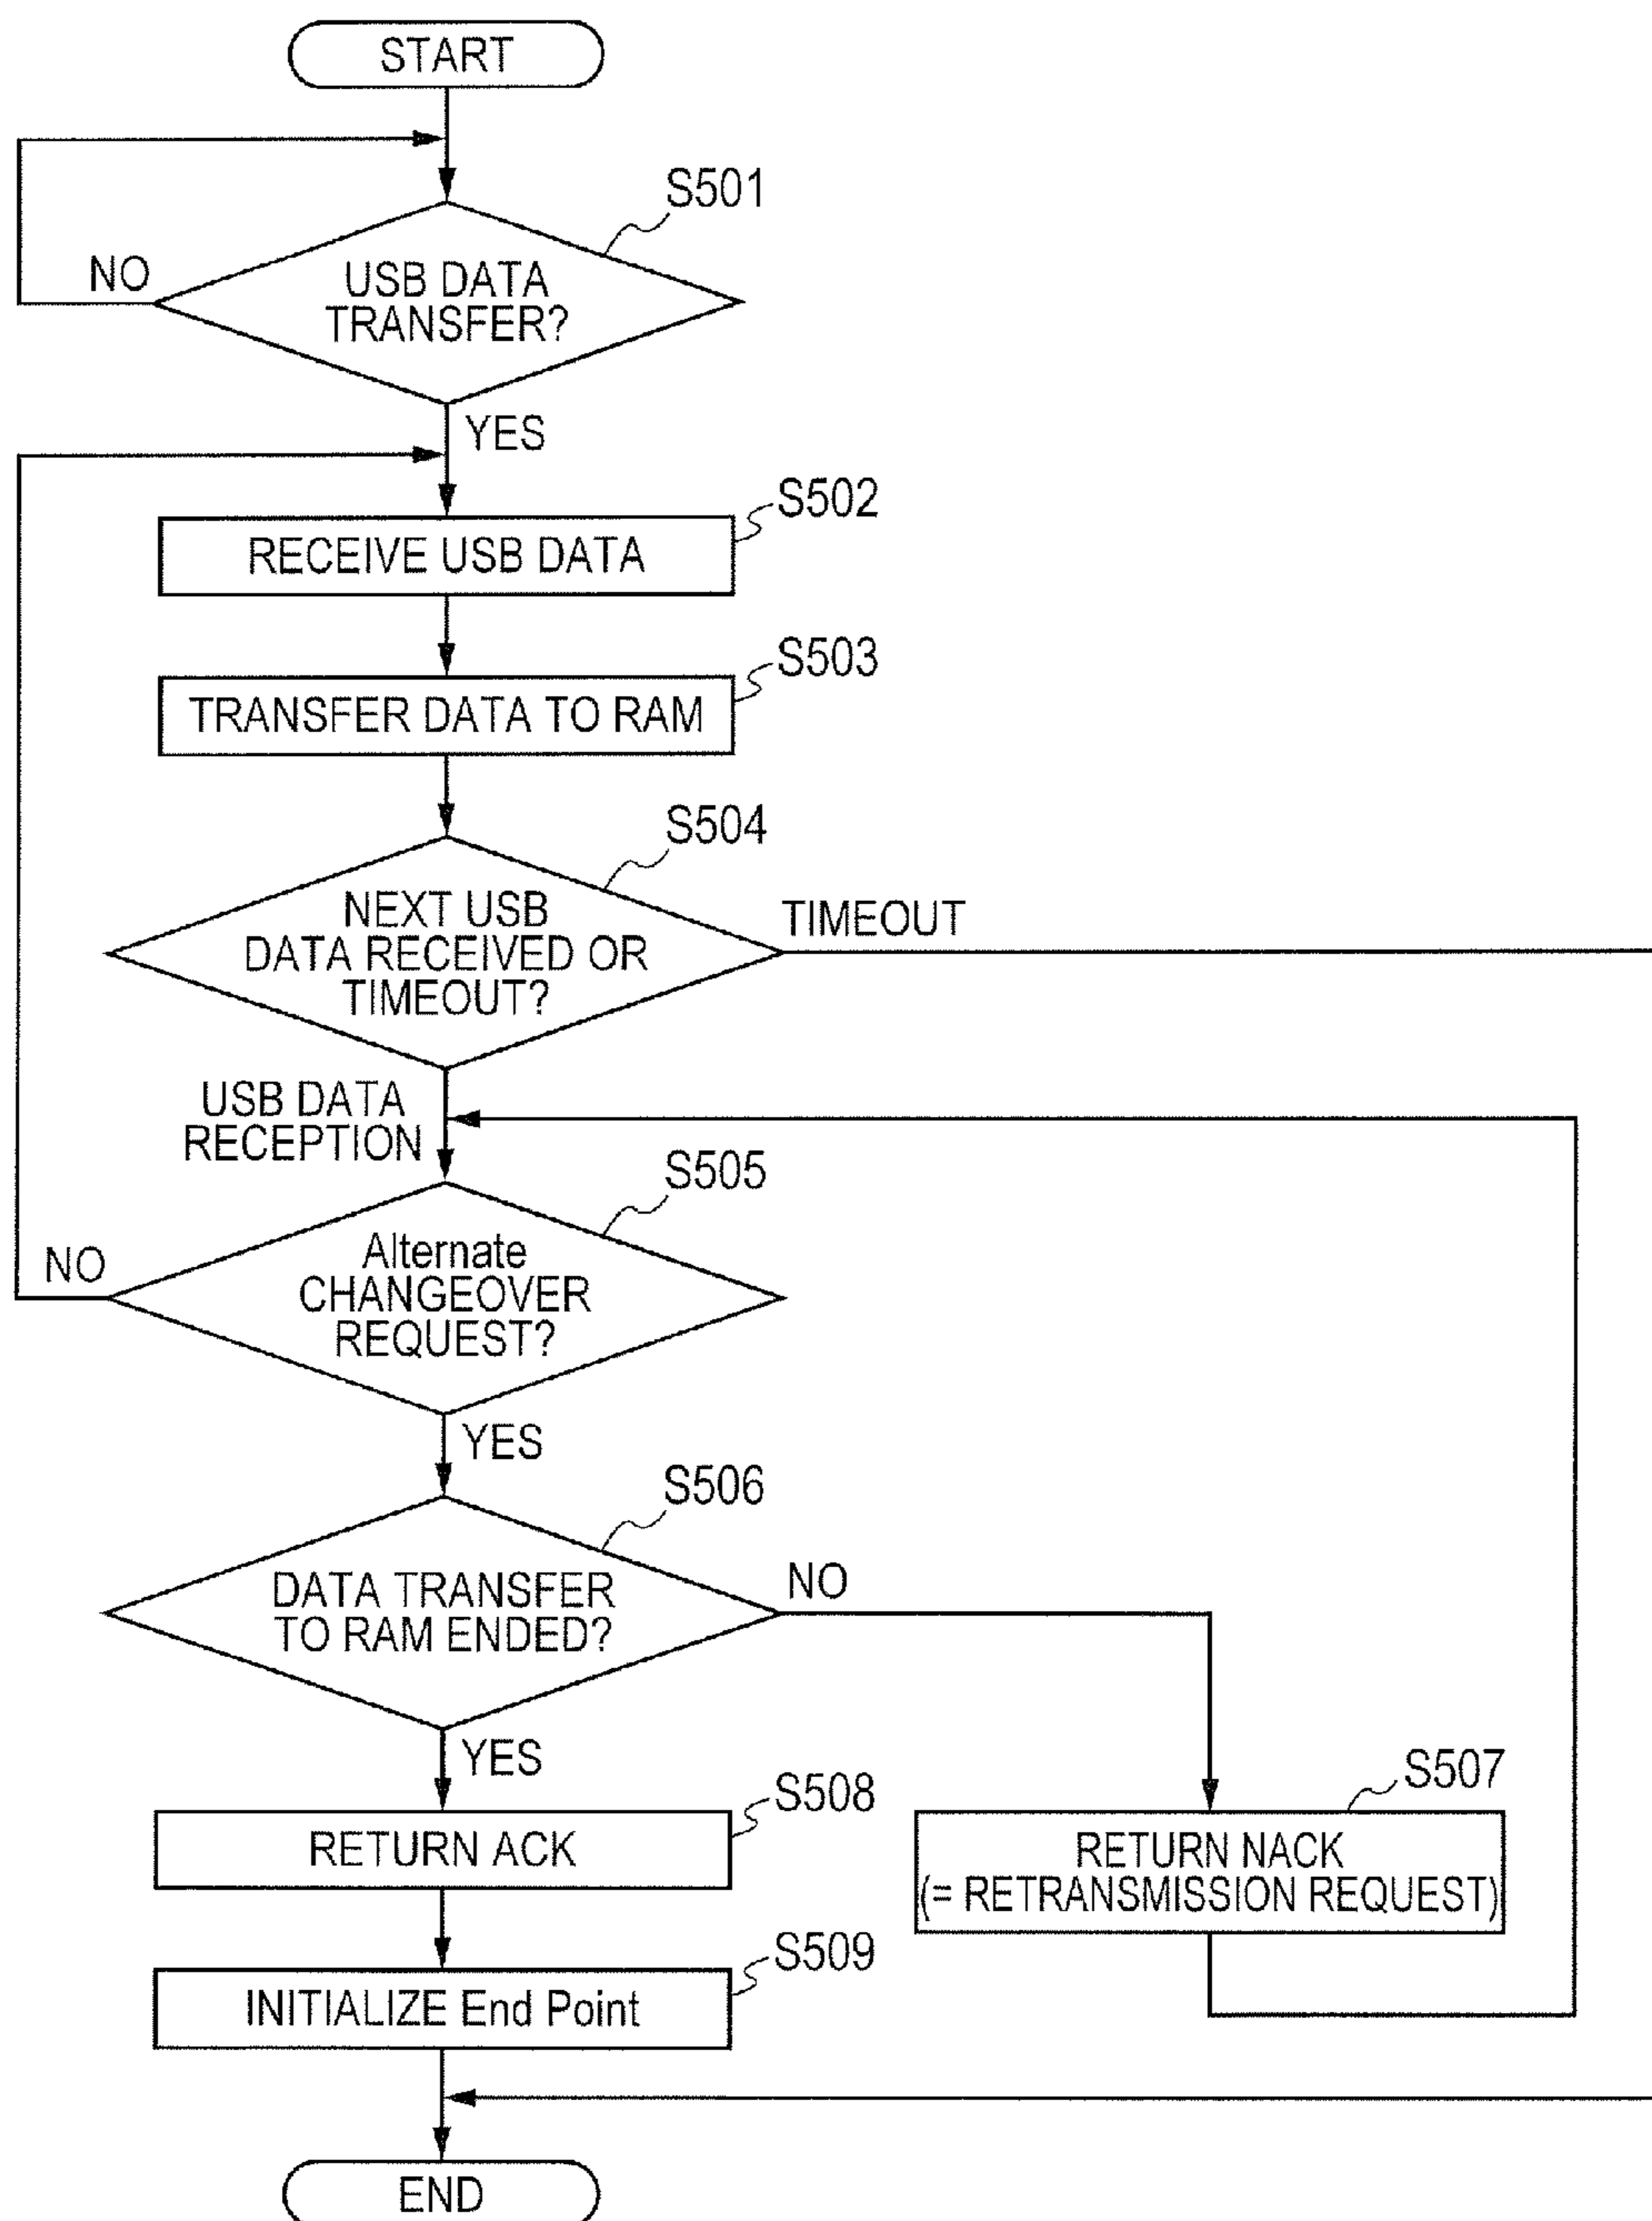 START
S501
NO
USB DATA
TRANSFER?
YES
S502
RECEIVE USB DATA
S503
TRANSFER DATA TO RAM
S504
NEXT USB
DATA RECEIVED OR
TIMEOUT?
TIMEOUT
USB DATA
RECEPTION
S505
NO
Alternate
CHANGEOVER
REQUEST?
YES
S506
DATA TRANSFER
TO RAM ENDED?
NO
YES
S507
S508
RETURN ACK
RETURN NACK
(= RETRANSMISSION REQUEST)
S509
INITIALIZE End Point
END